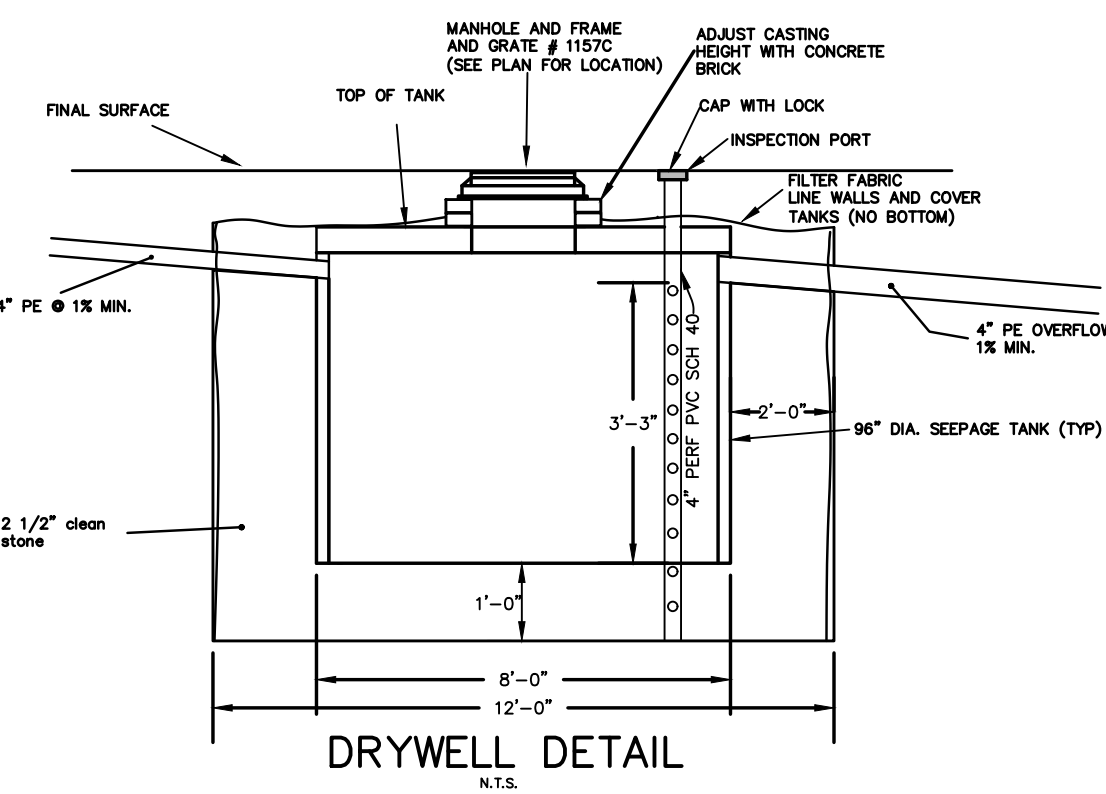 MANHOLE AND FRAME
AND GRATE # 1157C
(SEE PLAN FOR LOCATION)
ADJUST CASTING
HEIGHT WITH CONCRETE
BRICK
TOP OF TANK
FINAL SURFACE
CAP WITH LOCK
INSPECTION PORT
FILTER FABRIC
LINE WALLS AND COVER
TANKS (NO BOTTOM)
4" PE @ 1% MIN.
4" PE OVERFLOW
1% MIN.
4" PERF PVC SCH 40
3'-3"
2'-0"
96" DIA. SEEPAGE TANK (TYP)
2 1/2" clean
stone
1'-0"
8'-0"
12'-0"
DRYWELL DETAIL
N.T.S.